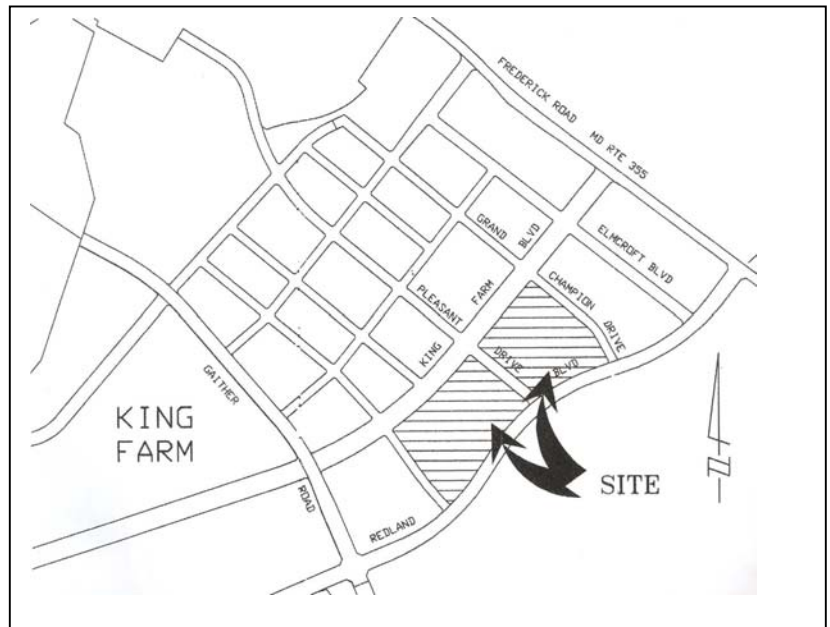 FREDERICK ROAD MD RTE 355
ELMCROFT BLVD
GRAND BLVD
CHAMPION DRIVE
PLEASANT DRIVE
KING FARM BLVD
GAITHER ROAD
KING
FARM
REDLAND
SITE
N